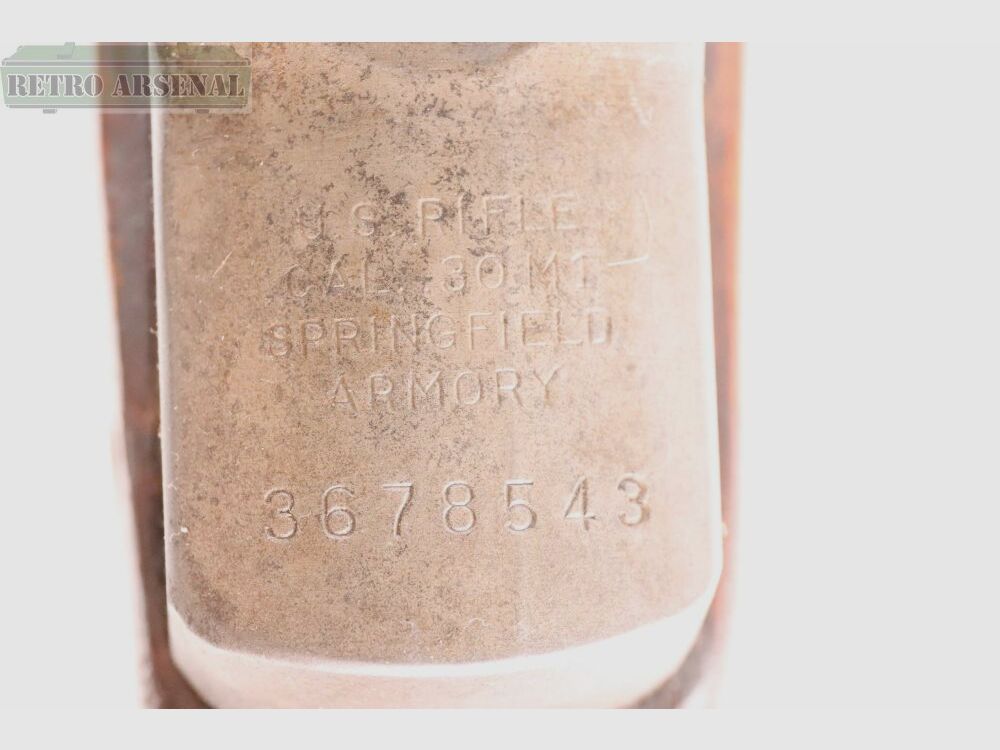 RETRO ARSENAL
U.S. RIFLE
CAL. .30 M1
SPRINGFIELD
ARMORY
3678543